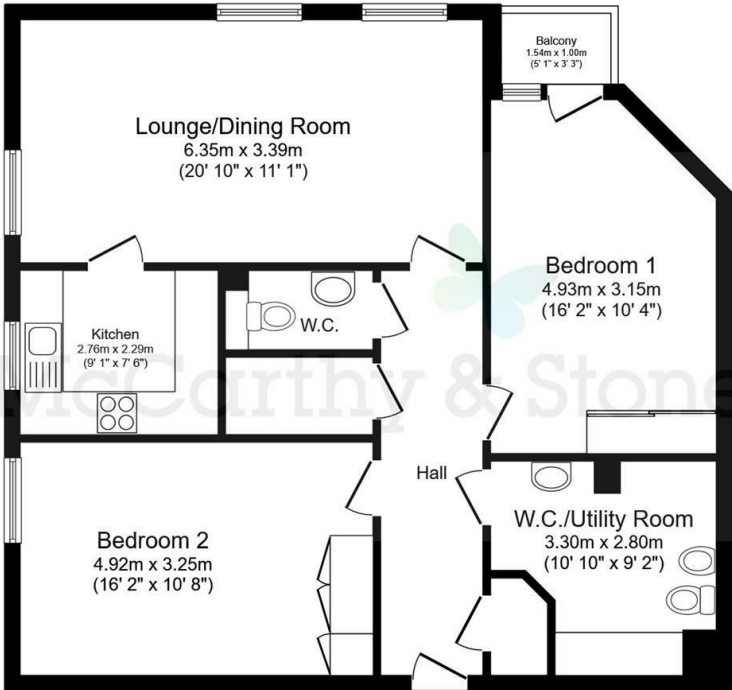 Balcony
1.54m x 1.00m
(5' 1" x 3' 3")
Lounge/Dining Room
6.35m x 3.39m
(20' 10" x 11' 1")
Bedroom 1
4.93m x 3.15m
(16' 2" x 10' 4")
W.C.
Kitchen
2.76m x 2.29m
(9' 1" x 7' 6")
McCarthy & Stone
Hall
W.C./Utility Room
3.30m x 2.80m
(10' 10" x 9' 2")
Bedroom 2
4.92m x 3.25m
(16' 2" x 10' 8")